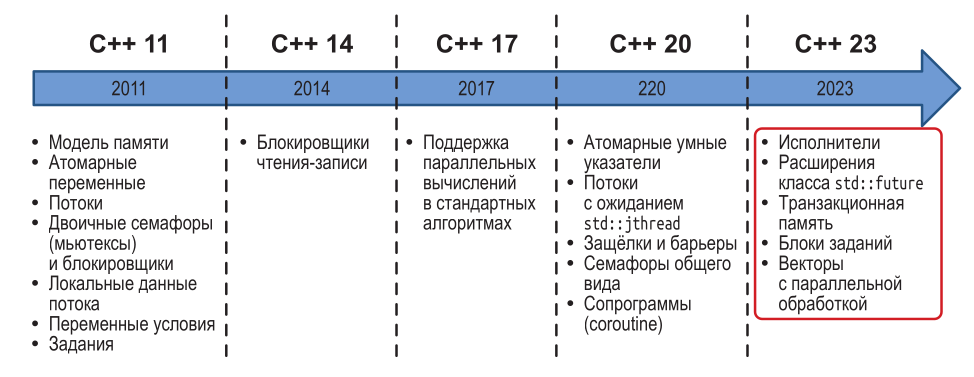 C++ 11
C++ 14
C++ 17
C++ 20
C++ 23
2011
2014
2017
220
2023
• Модель памяти
• Атомарные
переменные
• Потоки
• Двоичные семафоры
(мьютексы)
и блокировщики
• Локальные данные
потока
• Переменные условия
• Задания
• Блокировщики
чтения-записи
• Поддержка
параллельных
вычислений
в стандартных
алгоритмах
• Атомарные умные
указатели
• Потоки
с ожиданием
std::jthread
• Защёлки и барьеры
• Семафоры общего
вида
• Сопрограммы
(coroutine)
• Исполнители
• Расширения
класса std::future
• Транзакционная
память
• Блоки заданий
• Векторы
с параллельной
обработкой